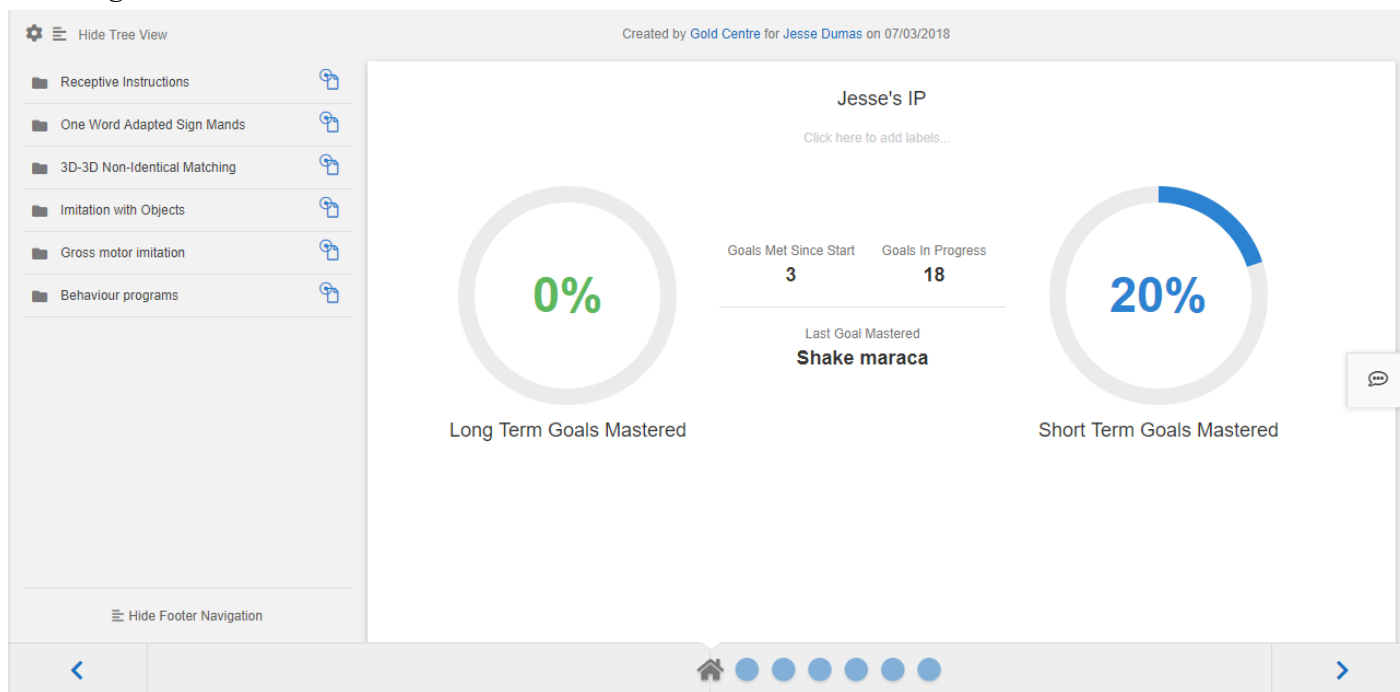 Hide Tree View
Created by Gold Centre for Jesse Dumas on 07/03/2018
Receptive Instructions
One Word Adapted Sign Mands
3D-3D Non-Identical Matching
Imitation with Objects
Gross motor imitation
Behaviour programs
Hide Footer Navigation
Jesse's IP
Click here to add labels...
0%
Long Term Goals Mastered
Goals Met Since Start Goals In Progress
3 18
Last Goal Mastered
Shake maraca
20%
Short Term Goals Mastered